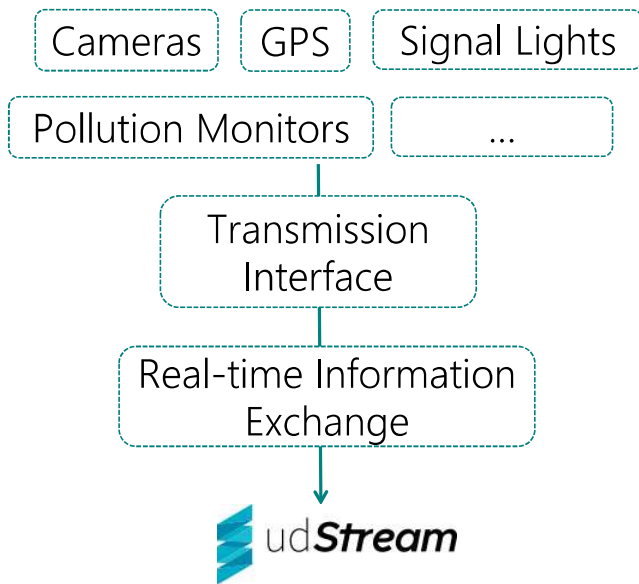 Cameras GPS Signal Lights
Pollution Monitors ...
Transmission
Interface
Real-time Information
Exchange
udStream